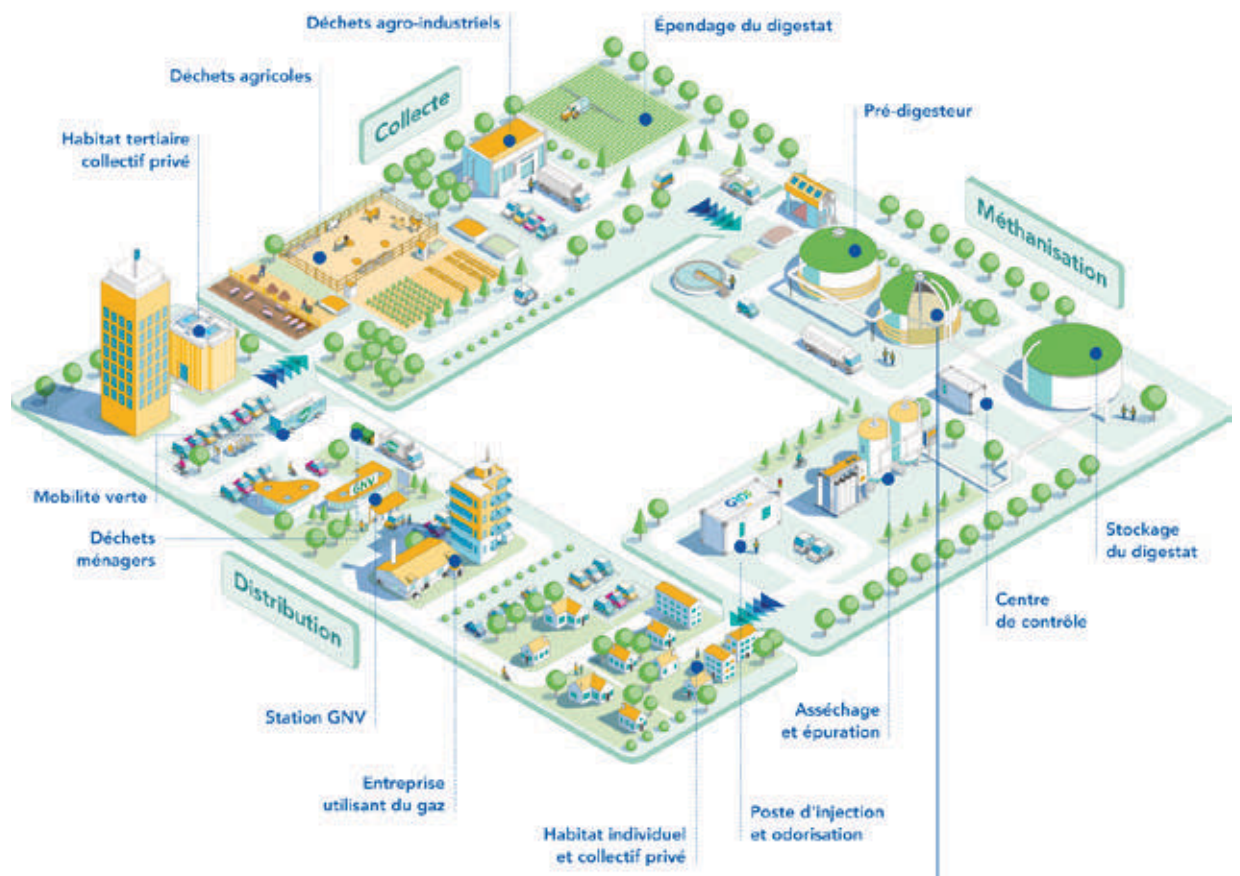 Déchets agro-industriels
Épendage du digestat
Déchets agricoles
Collecte
Pré-digesteur
Habitat tertiaire
collectif privé
Méthanisation
Mobilité verte
GNV
Déchets
ménagers
Distribution
Stockage
du digestat
Centre
de contrôle
Station GNV
Asséchage
et épuration
Entreprise
utilisant du gaz
Poste d'injection
et odorisation
Habitat individuel
et collectif privé